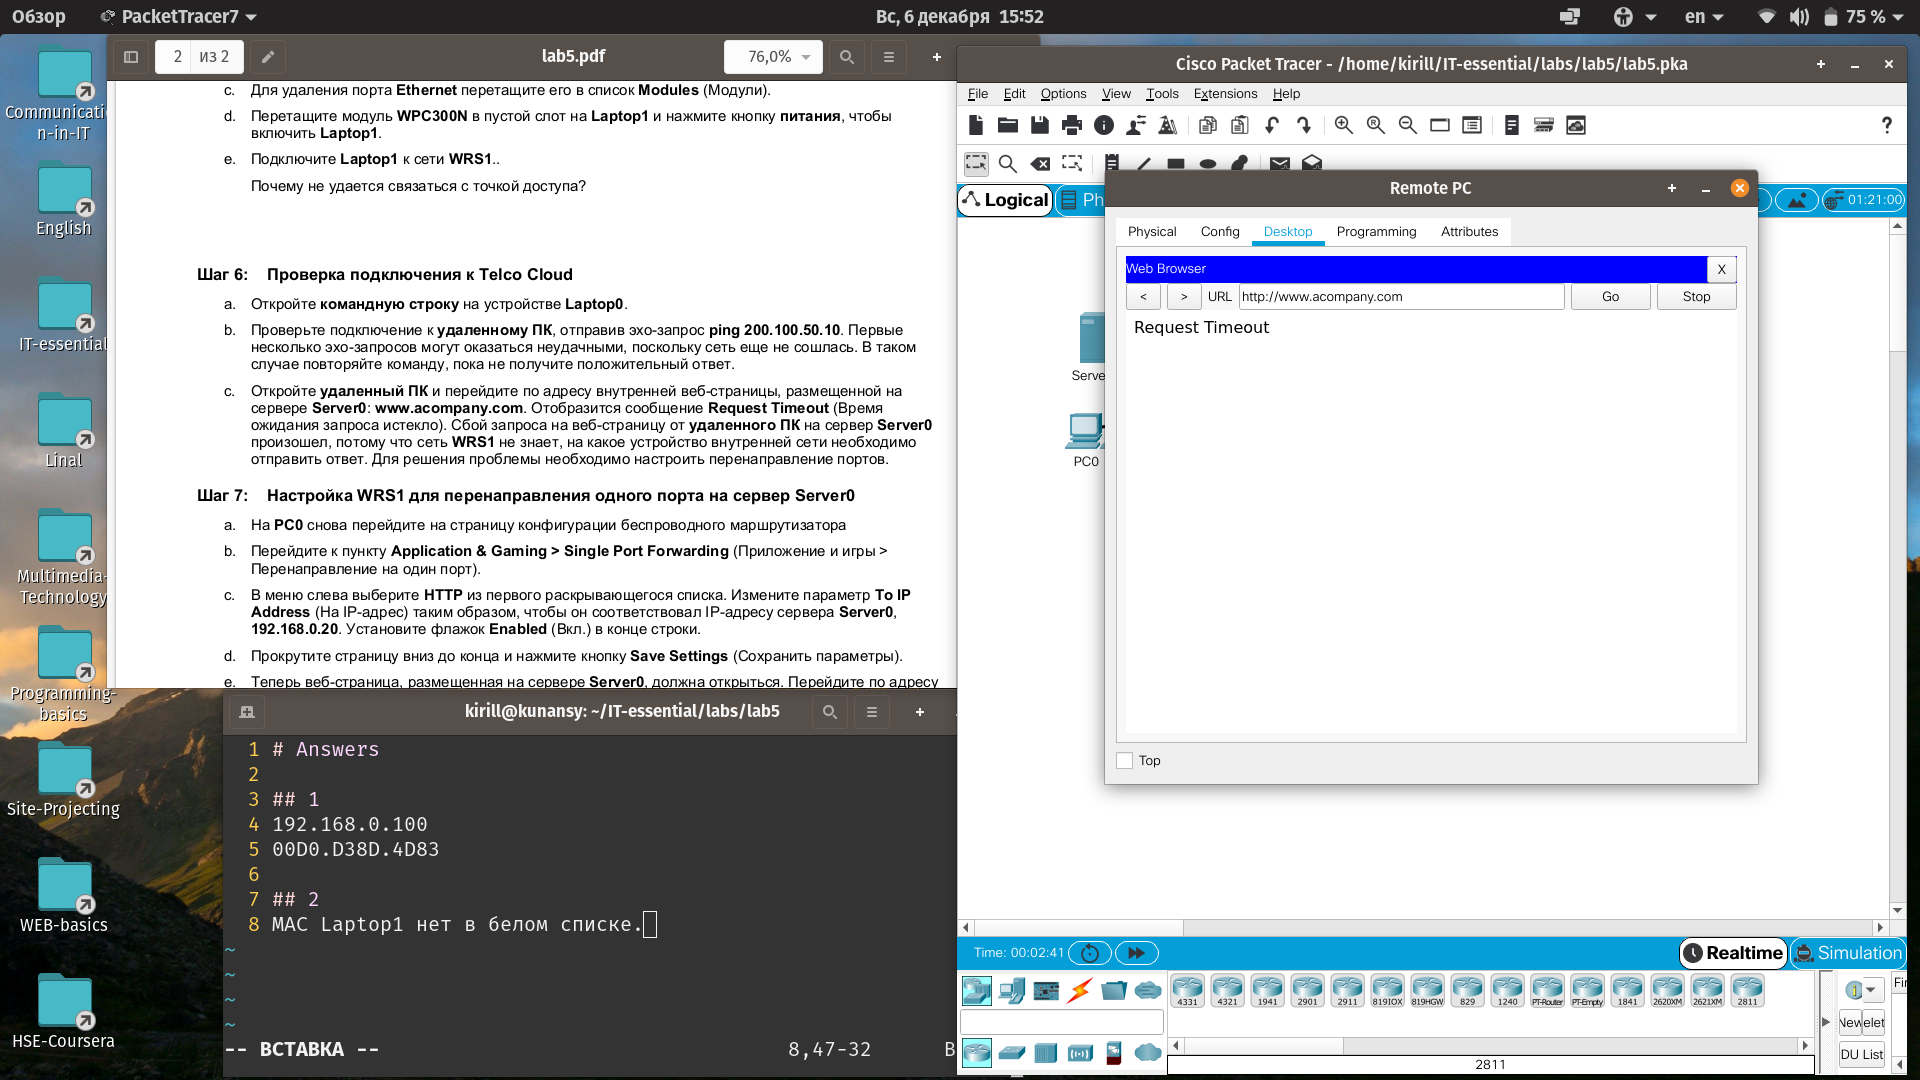 Обзор
PacketTracer7
Вс, 6 декабря 15:52
en
75 %
Communicatio
n-in-IT
English
IT-essential
Linal
Multimedia-
Technology
Programming-
basics
Site-Projecting
WEB-basics
HSE-Coursera
2 из 2
lab5.pdf
76,0%
c. Для удаления порта Ethernet перетащите его в список Modules (Модули).
d. Перетащите модуль WPC300N в пустой слот на Laptop1 и нажмите кнопку питания, чтобы
включить Laptop1.
e. Подключите Laptop1 к сети WRS1..
Почему не удается связаться с точкой доступа?
Шаг 6: Проверка подключения к Telco Cloud
a. Откройте командную строку на устройстве Laptop0.
b. Проверьте подключение к удаленному ПК, отправив эхо-запрос ping 200.100.50.10. Первые
несколько эхо-запросов могут оказаться неудачными, поскольку сеть еще не сошлась. В таком
случае повторяйте команду, пока не получите положительный ответ.
c. Откройте удаленный ПК и перейдите по адресу внутренней веб-страницы, размещенной на
сервере Server0: www.acompany.com. Отобразится сообщение Request Timeout (Время
ожидания запроса истекло). Сбой запроса на веб-страницу от удаленного ПК на сервер Server0
произошел, потому что сеть WRS1 не знает, на какое устройство внутренней сети необходимо
отправить ответ. Для решения проблемы необходимо настроить перенаправление портов.
Шаг 7: Настройка WRS1 для перенаправления одного порта на сервер Server0
a. На PC0 снова перейдите на страницу конфигурации беспроводного маршрутизатора
b. Перейдите к пункту Application & Gaming > Single Port Forwarding (Приложение и игры >
Перенаправление на один порт).
c. В меню слева выберите HTTP из первого раскрывающегося списка. Измените параметр To IP
Address (На IP-адрес) таким образом, чтобы он соответствовал IP-адресу сервера Server0,
192.168.0.20. Установите флажок Enabled (Вкл.) в конце строки.
d. Прокрутите страницу вниз до конца и нажмите кнопку Save Settings (Сохранить параметры).
e. Теперь веб-страница, размещенная на сервере Server0, должна открыться. Перейдите по адресу
kirill@kunansy: ~/IT-essential/labs/lab5
1 # Answers
2
3 ## 1
4 192.168.0.100
5 00D0.D38D.4D83
6
7 ## 2
8 MAC Laptop1 нет в белом списке.
~
~
~
~
-- ВСТАВКА --
8,47-32
В
Cisco Packet Tracer - /home/kirill/IT-essential/labs/lab5/lab5.pka
File Edit Options View Tools Extensions Help
?
Logical
Ph
01:21:00
Serve
PC0
Remote PC
Physical Config Desktop Programming Attributes
Web Browser
X
< > URL http://www.acompany.com Go Stop
Request Timeout
Top
Time: 00:02:41
Realtime
Simulation
4331 4321 1941 2901 2911 819IOX 819HGW 829 1240 PT-Router PT-Empty 1841 2620XM 2621XM 2811
Fir
New
elet
DU List
2811